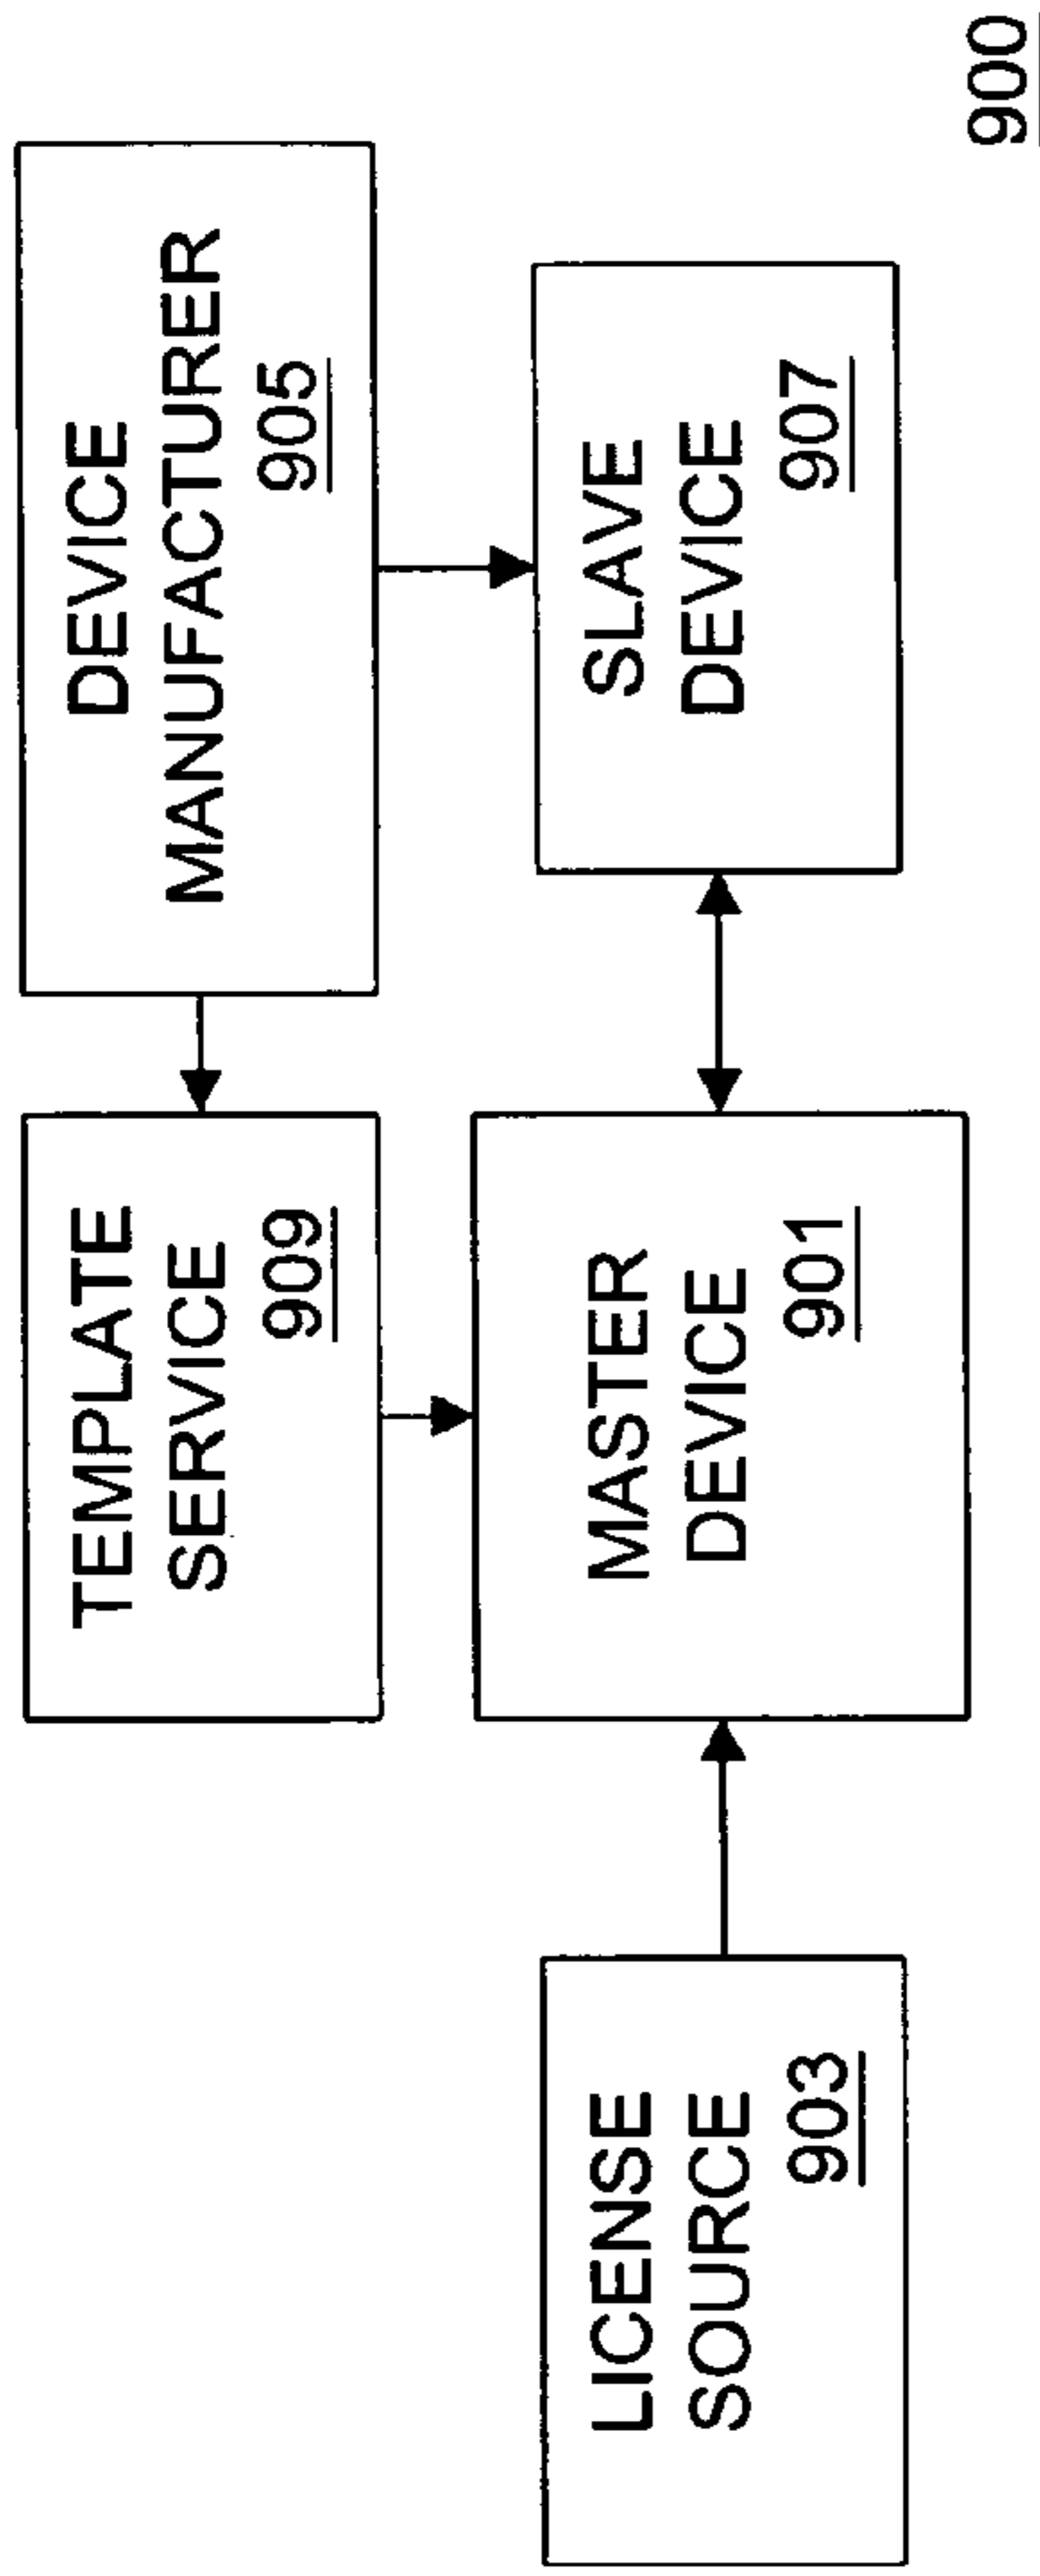 TEMPLATE
SERVICE
909
DEVICE
MANUFACTURER
905
LICENSE
SOURCE
903
MASTER
DEVICE
901
SLAVE
DEVICE
907
900